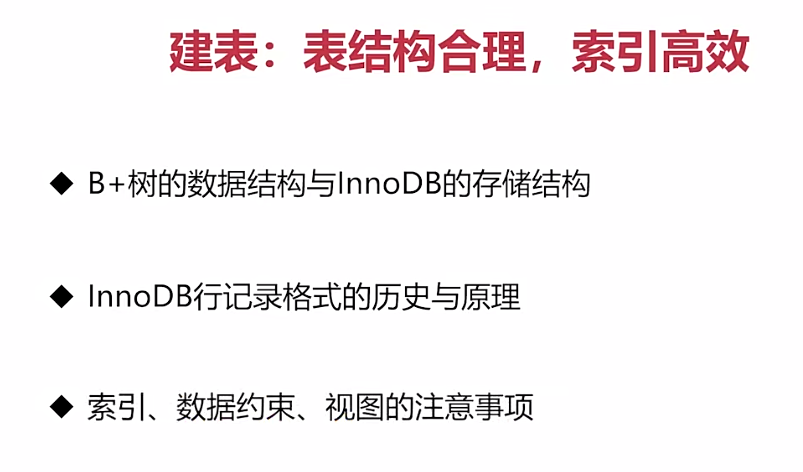 建表：表结构合理，索引高效
◆ B+树的数据结构与InnoDB的存储结构
◆ InnoDB行记录格式的历史与原理
◆ 索引、数据约束、视图的注意事项